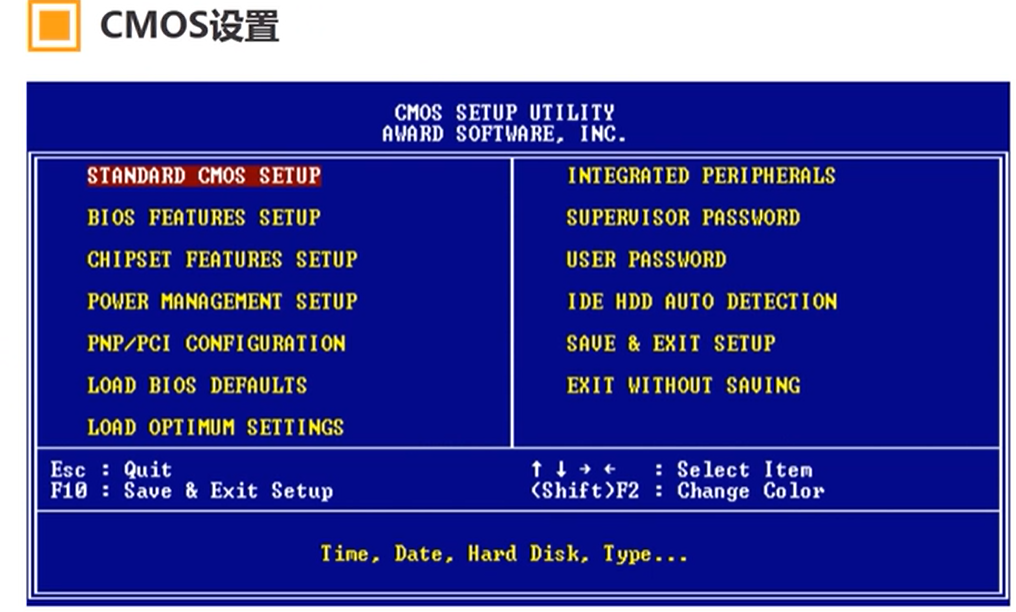 CMOS设置
CMOS SETUP UTILITY
AWARD SOFTWARE, INC.
STANDARD CMOS SETUP
BIOS FEATURES SETUP
CHIPSET FEATURES SETUP
POWER MANAGEMENT SETUP
PNP/PCI CONFIGURATION
LOAD BIOS DEFAULTS
LOAD OPTIMUM SETTINGS
INTEGRATED PERIPHERALS
SUPERVISOR PASSWORD
USER PASSWORD
IDE HDD AUTO DETECTION
SAVE & EXIT SETUP
EXIT WITHOUT SAVING
Esc : Quit
F10 : Save & Exit Setup
↑ ↓ → ← : Select Item
(Shift)F2 : Change Color
Time, Date, Hard Disk, Type...